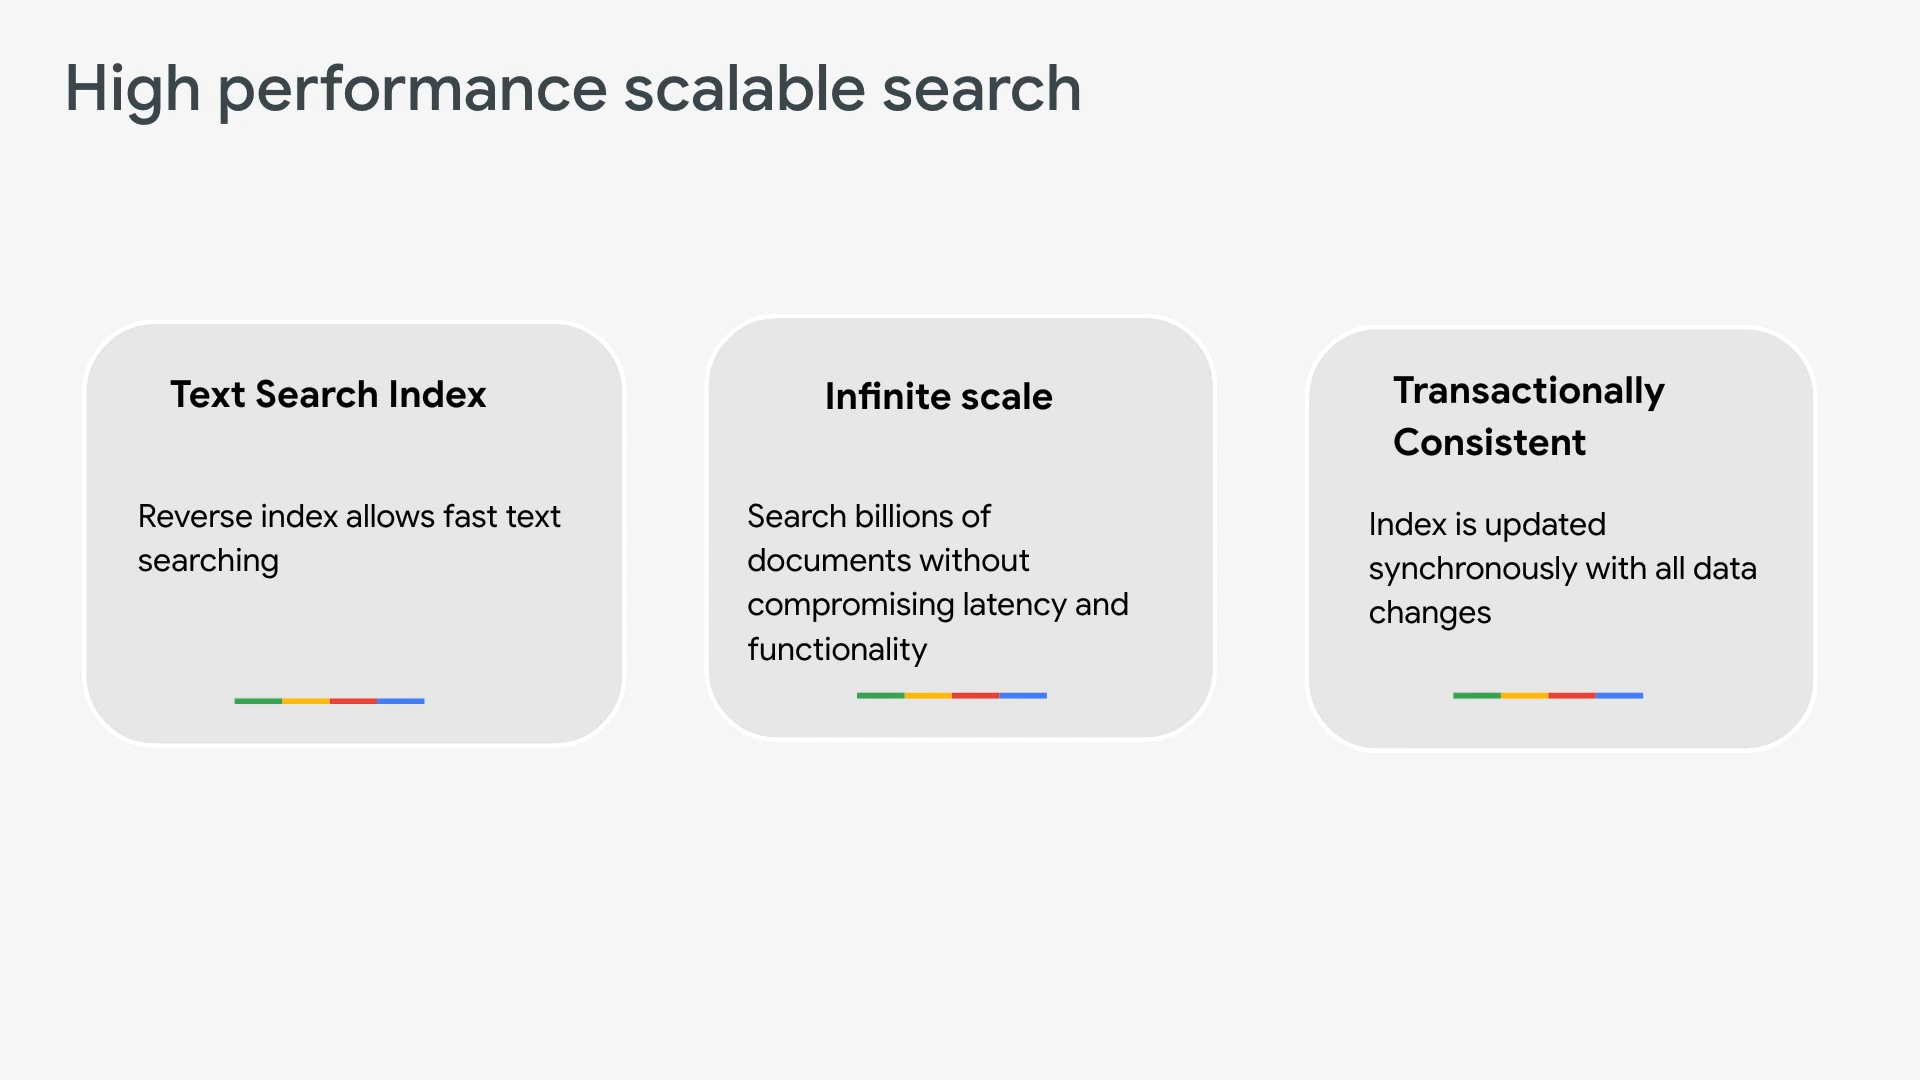 High performance scalable search
Text Search Index
Reverse index allows fast text
searching
Infinite scale
Search billions of
documents without
compromising latency and
functionality
Transactionally
Consistent
Index is updated
synchronously with all data
changes